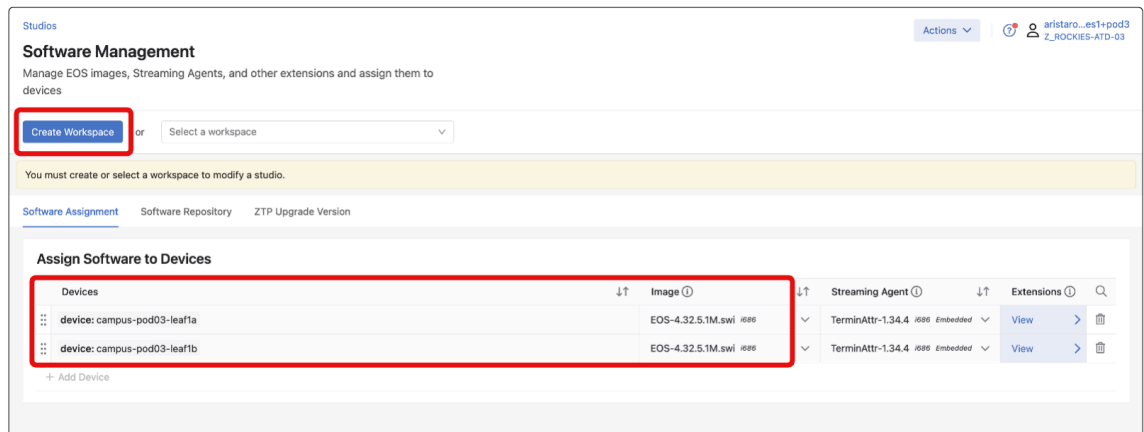 Studios
Actions
aristaro...es1+pod3
Z_ROCKIES-ATD-03
Software Management
Manage EOS images, Streaming Agents, and other extensions and assign them to
devices
Create Workspace or Select a workspace
You must create or select a workspace to modify a studio.
Software Assignment Software Repository ZTP Upgrade Version
Assign Software to Devices
Devices Image Streaming Agent Extensions
device: campus-pod03-leaf1a EOS-4.32.5.1M.swi i686 TerminAttr-1.34.4 i686 Embedded View
device: campus-pod03-leaf1b EOS-4.32.5.1M.swi i686 TerminAttr-1.34.4 i686 Embedded View
+ Add Device